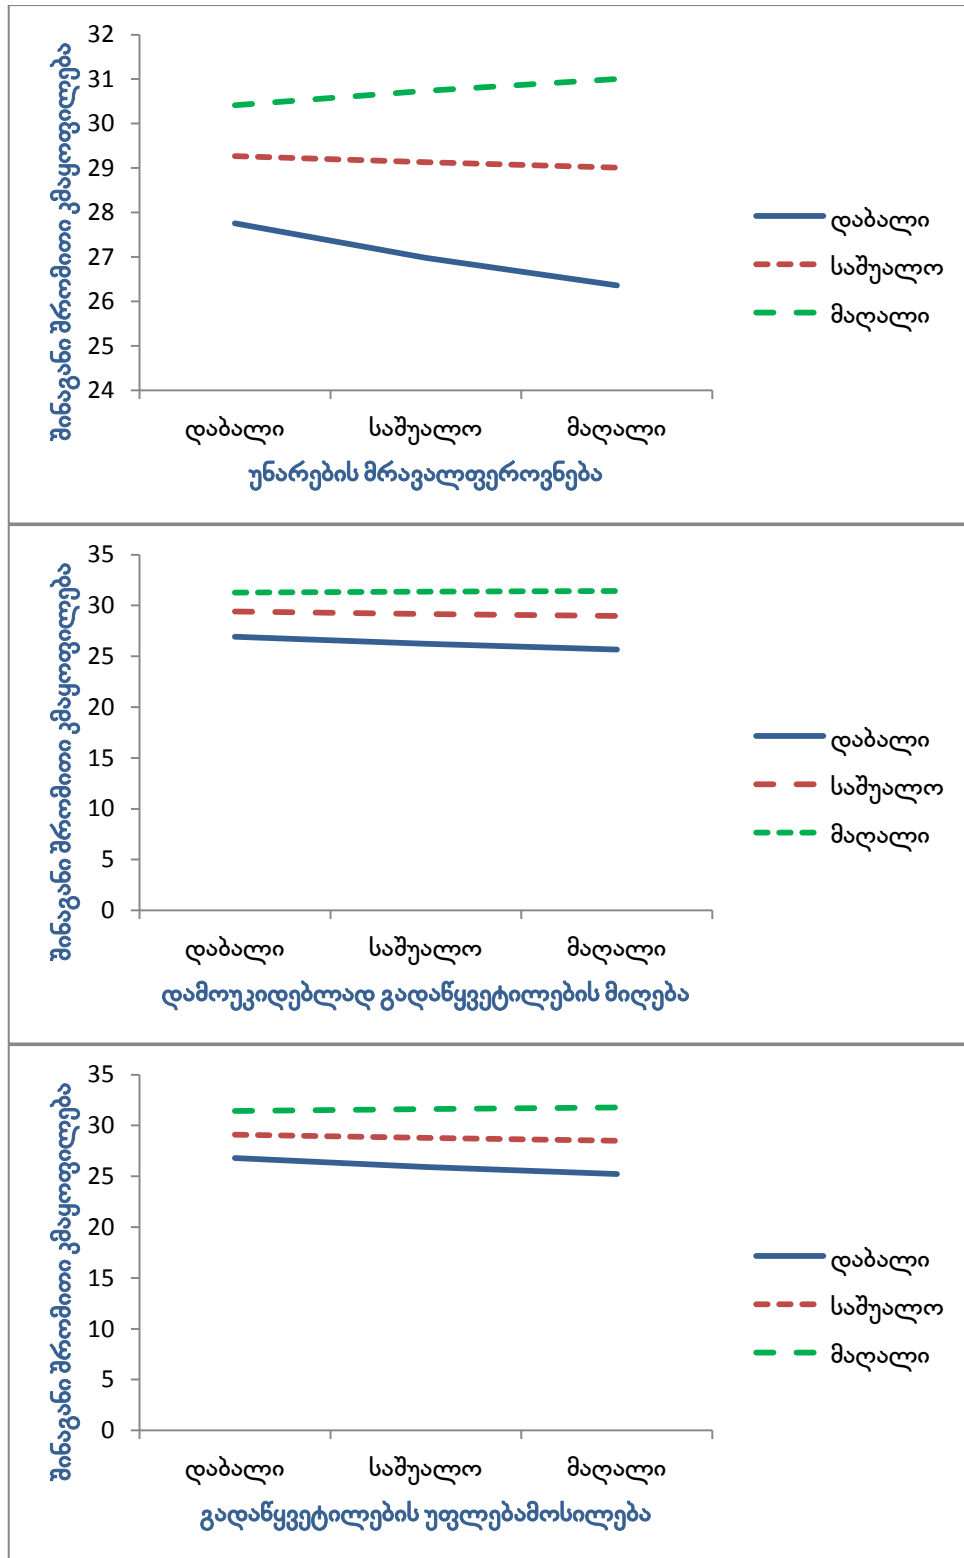 შინაგანი შრომითი კმაყოფილება
32
31
30
29
28
27
26
25
24
დაბალი საშუალო მაღალი
უნარების მრავალფეროვნება
დაბალი
საშუალო
მაღალი
შინაგანი შრომითი კმაყოფილება
35
30
25
20
15
10
5
0
დაბალი საშუალო მაღალი
დამოუკიდებლად გადაწყვეტილების მიღება
დაბალი
საშუალო
მაღალი
შინაგანი შრომითი კმაყოფილება
35
30
25
20
15
10
5
0
დაბალი საშუალო მაღალი
გადაწყვეტილების უფლებამოსილება
დაბალი
საშუალო
მაღალი